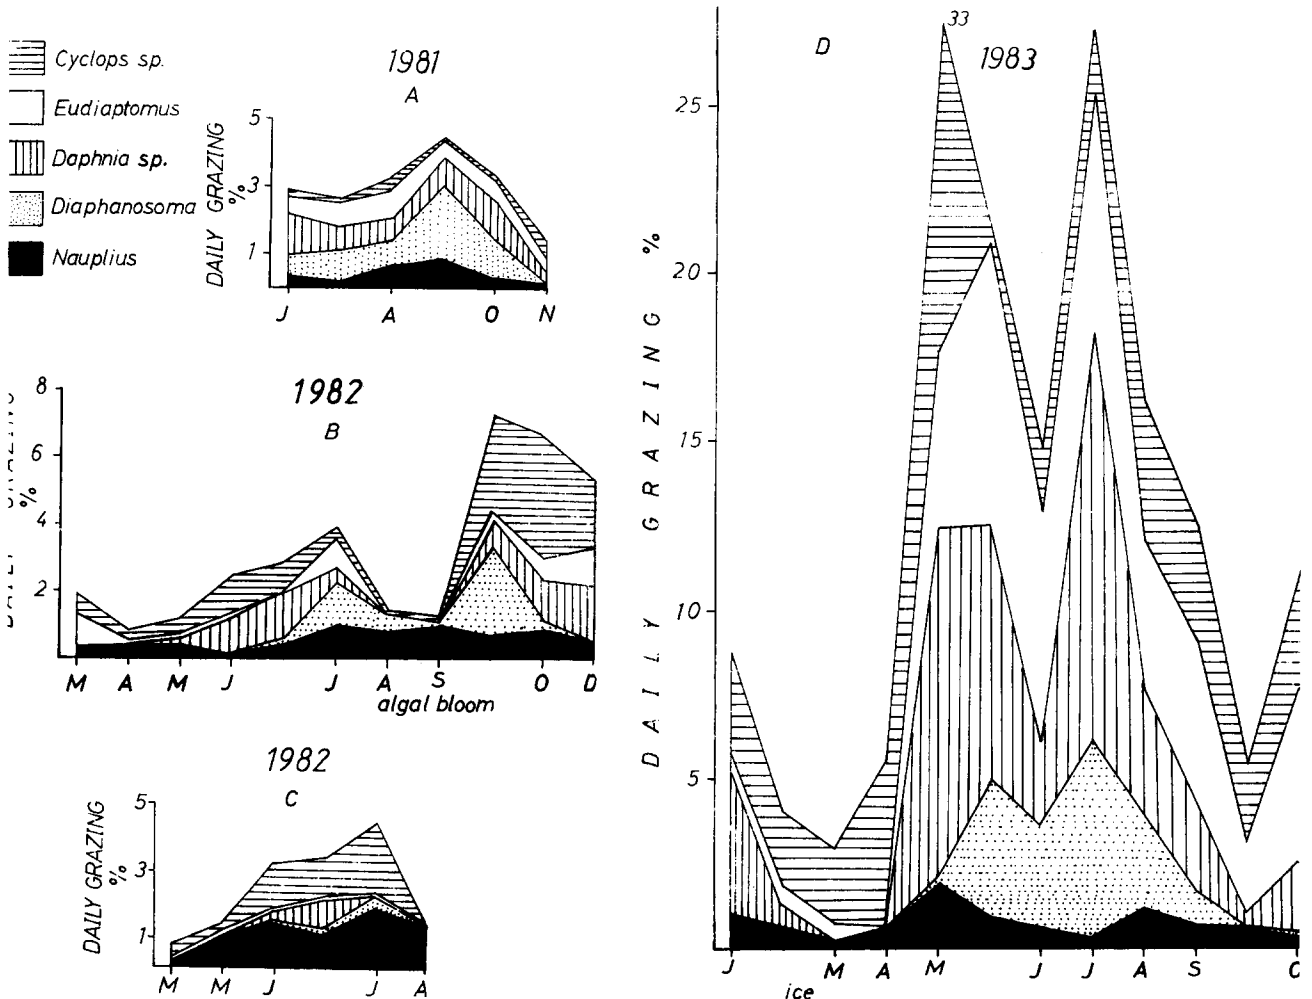 Cyclops sp.
Eudiaptomus
Daphnia sp.
Diaphanosoma
Nauplius
1981
A
DAILY GRAZING
%
5
3
1
J A O N
1982
B
%
8
6
4
2
M A M J J A S O D
algal bloom
1982
C
DAILY GRAZING
%
5
3
1
M M J J A
33
D
1983
DAILY GRAZING %
25
20
15
10
5
J M A M J J A S O
ice